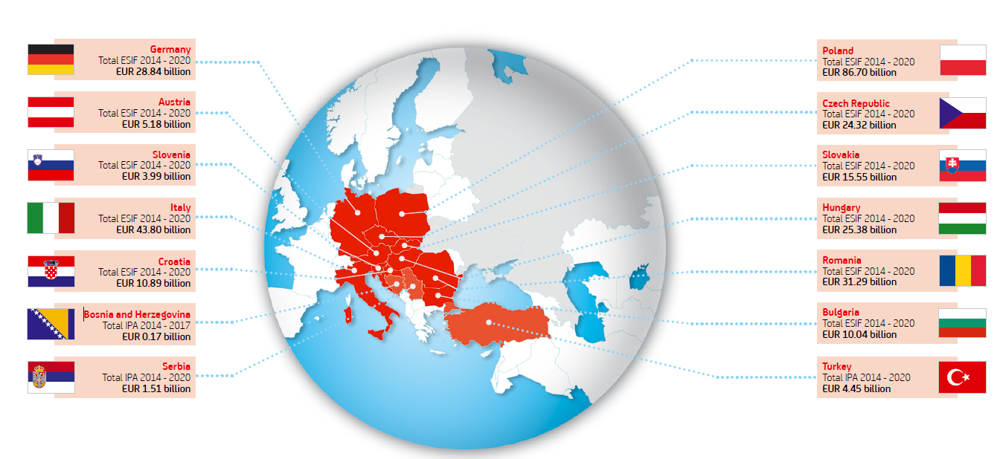 Germany
Total ESIF 2014 - 2020
EUR 28.84 billion
Austria
Total ESIF 2014 - 2020
EUR 5.18 billion
Slovenia
Total ESIF 2014 - 2020
EUR 3.99 billion
Italy
Total ESIF 2014 - 2020
EUR 43.80 billion
Croatia
Total ESIF 2014 - 2020
EUR 10.89 billion
Bosnia and Herzegovina
Total IPA 2014 - 2017
EUR 0.17 billion
Serbia
Total IPA 2014 - 2020
EUR 1.51 billion
Poland
Total ESIF 2014 - 2020
EUR 86.70 billion
Czech Republic
Total ESIF 2014 - 2020
EUR 24.32 billion
Slovakia
Total ESIF 2014 - 2020
EUR 15.55 billion
Hungary
Total ESIF 2014 - 2020
EUR 25.38 billion
Romania
Total ESIF 2014 - 2020
EUR 31.29 billion
Bulgaria
Total ESIF 2014 - 2020
EUR 10.04 billion
Turkey
Total IPA 2014 - 2020
EUR 4.45 billion